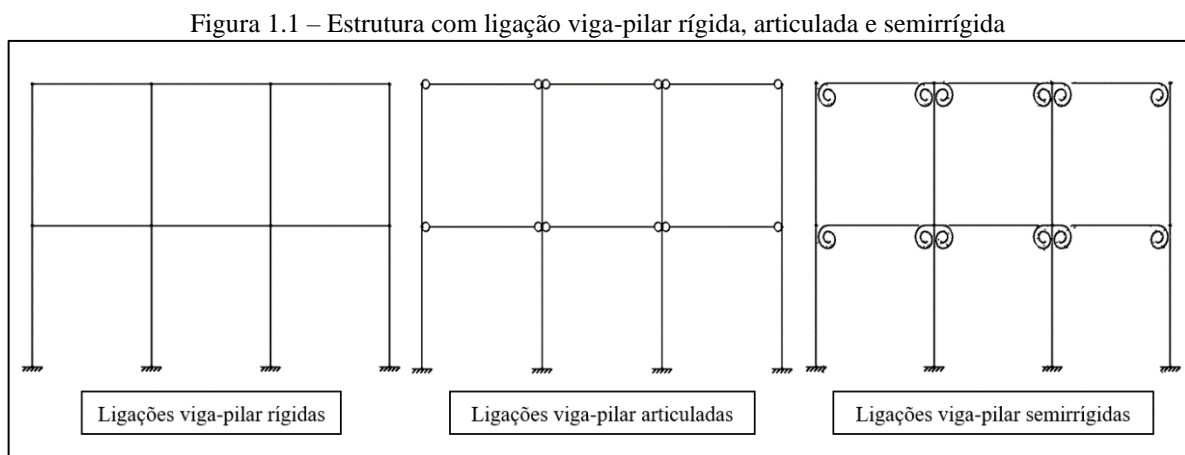 Figura 1.1 – Estrutura com ligação viga-pilar rígida, articulada e semirrígida
Ligações viga-pilar rígidas
Ligações viga-pilar articuladas
Ligações viga-pilar semirrígidas